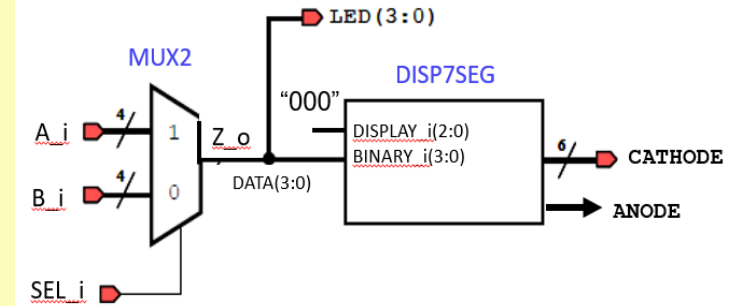 LED(3:0)
MUX2
DISP7SEG
“000”
4
A_i
1
Z_o
DISPLAY_i(2:0)
BINARY_i(3:0)
6
CATHODE
4
B_i
0
DATA(3:0)
ANODE
SEL_i